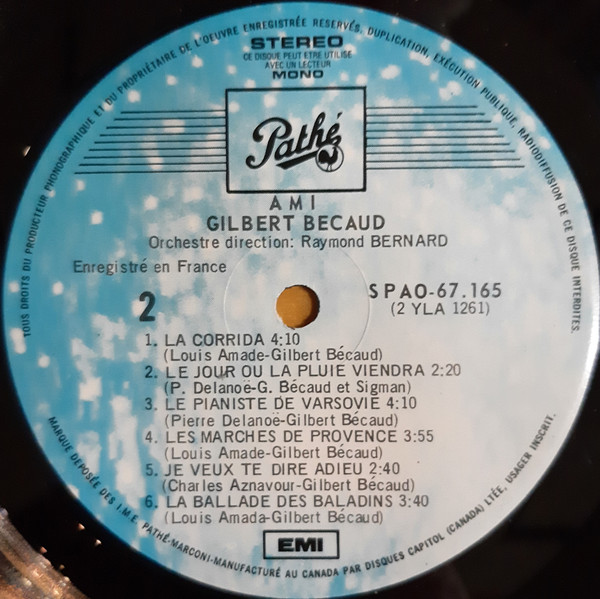 TOUS DROITS DU PRODUCTEUR PHONOGRAPHIQUE ET DU PROPRIÉTAIRE DE L'OEUVRE ENREGISTRÉE RÉSERVÉS. DUPLICATION, EXÉCUTION PUBLIQUE, RADIODIFFUSION DE CE DISQUE INTERDITES.
STEREO
CE DISQUE PEUT ETRE UTILISE
AVEC UN LECTEUR
MONO
Pathé
AMI
GILBERT BECAUD
Orchestre direction: Raymond BERNARD
Enregistré en France
2
SPAO-67.165
(2 YLA 1261)
1. LA CORRIDA 4:10
(Louis Amade-Gilbert Bécaud)
2. LE JOUR OU LA PLUIE VIENDRA 2:20
(P. Delanoë-G. Bécaud et Sigman)
3. LE PIANISTE DE VARSOVIE 4:10
(Pierre Delanoë-Gilbert Bécaud)
4. LES MARCHES DE PROVENCE 3:55
(Louis Amade-Gilbert Bécaud)
5. JE VEUX TE DIRE ADIEU 2:40
(Charles Aznavour-Gilbert Bécaud)
6. LA BALLADE DES BALADINS 3:40
(Louis Amada-Gilbert Bécaud)
EMI
MARQUE DEPOSÉE DES I.M.E. PATHÉ-MARCONI-MANUFACTURÉ AU CANADA PAR DISQUES CAPITOL (CANADA) LTÉE, USAGER INSCRIT.